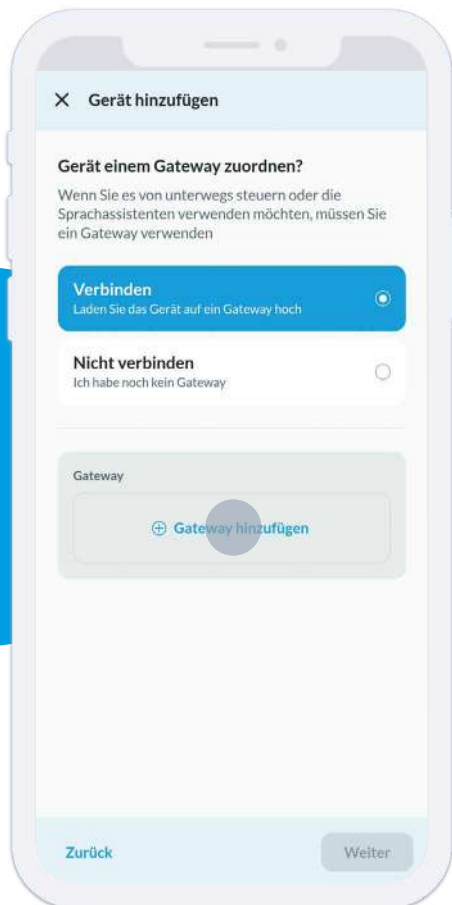 Gerät hinzufügen
Gerät einem Gateway zuordnen?
Wenn Sie es von unterwegs steuern oder die
Sprachassistenten verwenden möchten, müssen Sie
ein Gateway verwenden
Verbinden
Laden Sie das Gerät auf ein Gateway hoch
Nicht verbinden
Ich habe noch kein Gateway
Gateway
Gateway hinzufügen
Zurück
Weiter